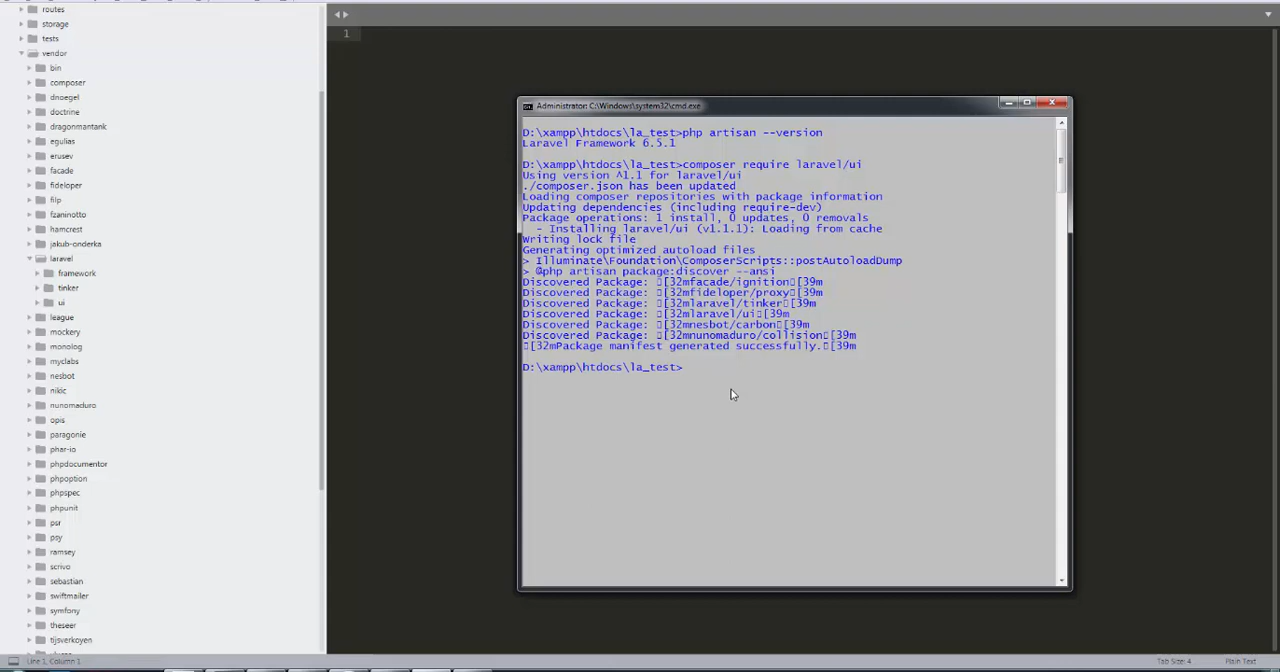 routes
storage
tests
vendor
bin
composer
dnoegel
doctrine
dragonmantank
egulias
erusev
facade
fideloper
filp
fzaninotto
hamcrest
jakub-onderka
laravel
framework
tinker
ui
league
mockery
monolog
myclabs
nesbot
nikic
nunomaduro
opis
paragonie
phar-io
phpdocumentor
phpoption
phpspec
phpunit
psr
psy
ramsey
scrivo
sebastian
swiftmailer
symfony
theseer
tijsverkoyen
1
Administrator: C:\Windows\system32\cmd.exe
D:\xampp\htdocs\la_test>php artisan --version
Laravel Framework 6.5.1
D:\xampp\htdocs\la_test>composer require laravel/ui
Using version ^1.1 for laravel/ui
./composer.json has been updated
Loading composer repositories with package information
Updating dependencies (including require-dev)
Package operations: 1 install, 0 updates, 0 removals
- Installing laravel/ui (v1.1.1): Loading from cache
Writing lock file
Generating optimized autoload files
> Illuminate\Foundation\ComposerScripts::postAutoloadDump
> @php artisan package:discover --ansi
Discovered Package: [32mfacade/ignition[39m
Discovered Package: [32mfideloper/proxy[39m
Discovered Package: [32mlaravel/tinker[39m
Discovered Package: [32mlaravel/ui[39m
Discovered Package: [32mnesbot/carbon[39m
Discovered Package: [32mnunomaduro/collision[39m
[32mPackage manifest generated successfully.[39m
D:\xampp\htdocs\la_test>
Line 1, Column 1
Tab Size: 4
Plain Text